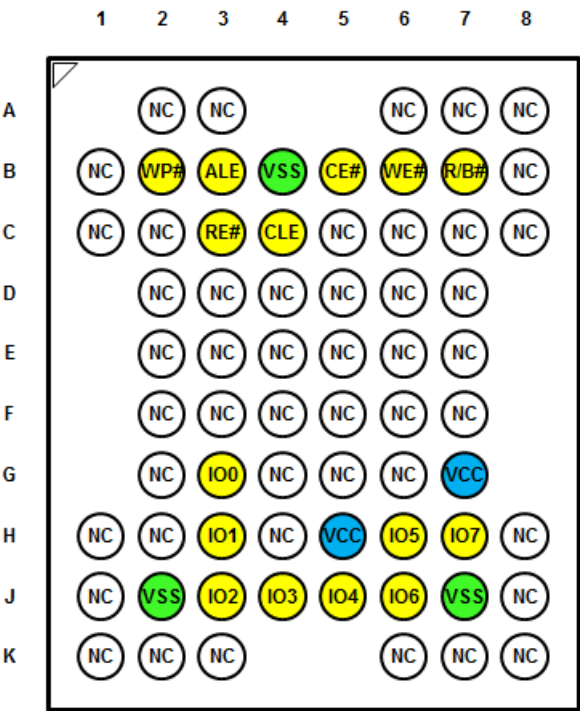 1 2 3 4 5 6 7 8
A NC NC NC NC NC
B NC WP# ALE VSS CE# WE# R/B# NC
C NC NC RE# CLE NC NC NC NC
D NC NC NC NC NC NC
E NC NC NC NC NC NC
F NC NC NC NC NC NC
G NC IO0 NC NC NC VCC
H NC NC IO1 NC VCC IO5 IO7 NC
J NC VSS IO2 IO3 IO4 IO6 VSS NC
K NC NC NC NC NC NC